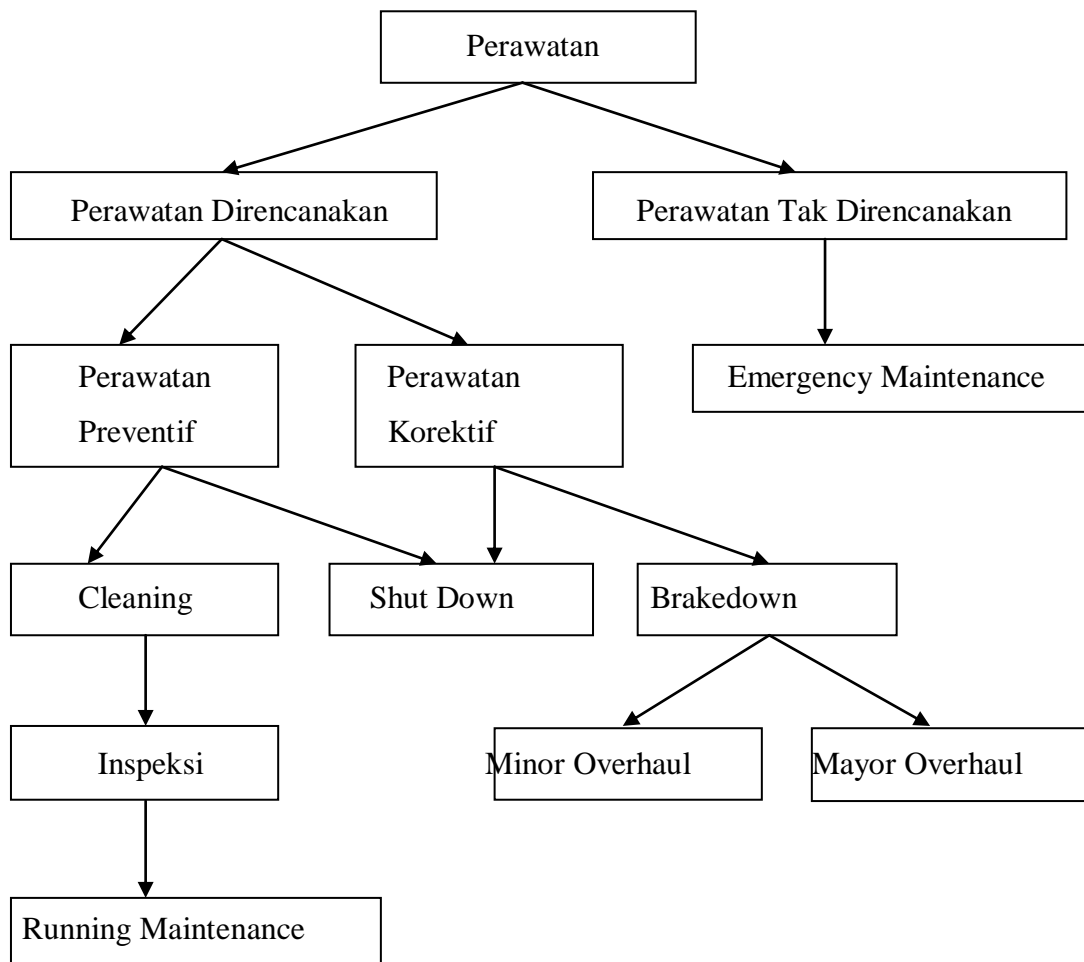 Perawatan
Perawatan Direncanakan
Perawatan Tak Direncanakan
Perawatan
Preventif
Perawatan
Korektif
Emergency Maintenance
Cleaning
Shut Down
Brakedown
Inspeksi
Minor Overhaul
Mayor Overhaul
Running Maintenance